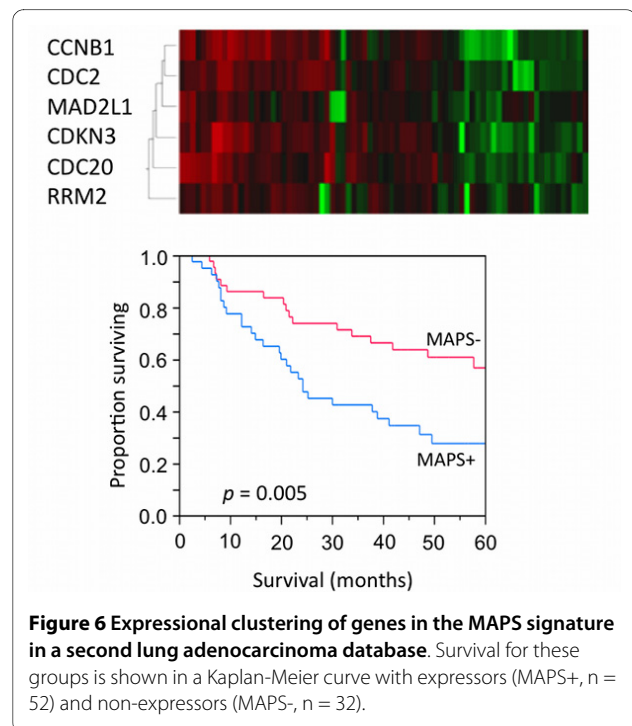 CCNB1
CDC2
MAD2L1
CDKN3
CDC20
RRM2
1.0
0.8
0.6
0.4
0.2
0.0
Proportion surviving
MAPS-
MAPS+
p = 0.005
0 10 20 30 40 50 60
Survival (months)
Figure 6 Expressional clustering of genes in the MAPS signature
in a second lung adenocarcinoma database. Survival for these
groups is shown in a Kaplan-Meier curve with expressors (MAPS+, n =
52) and non-expressors (MAPS-, n = 32).